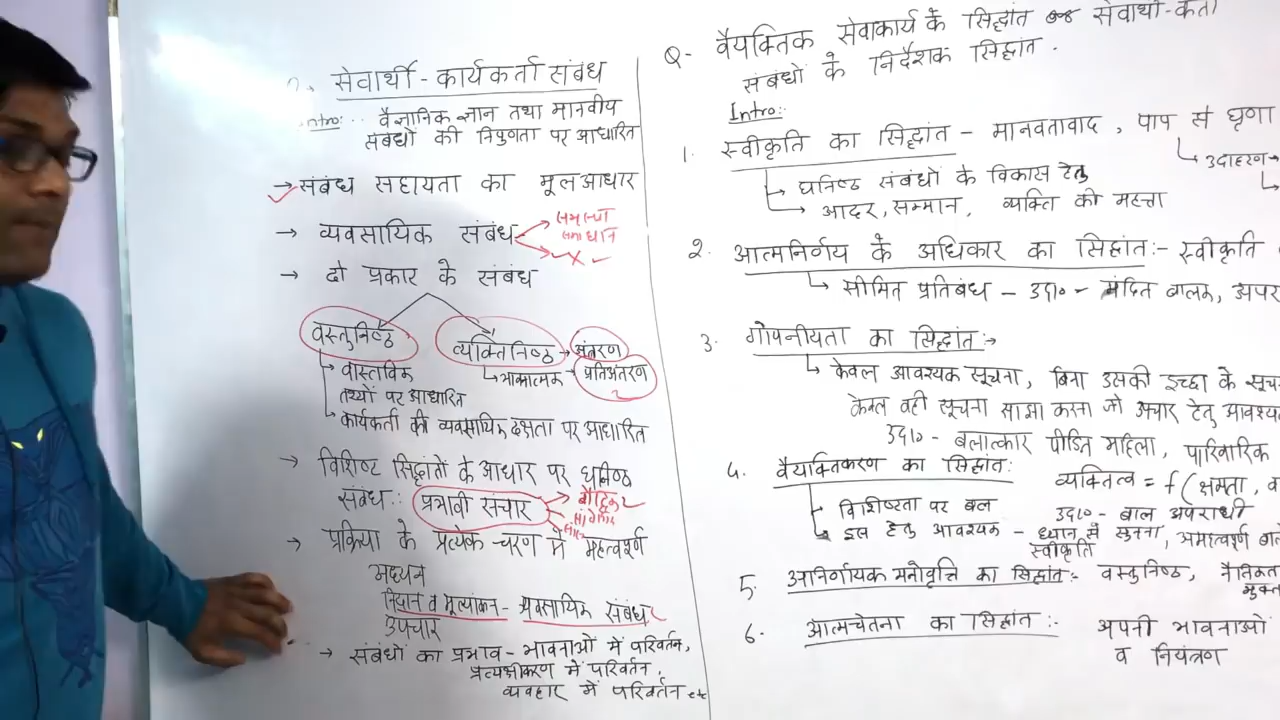 सेवार्थी - कार्यकर्ता संबंध
Intro:. वैज्ञानिक ज्ञान तथा मानवीय
संबंधों की निपुणता पर आधारित
→ संबंध सहायता का मूल आधार
→ व्यवसायिक संबंध
समस्या
समाधान
→ दो प्रकार के संबंध
वस्तुनिष्ठ
व्यक्तिनिष्ठ → अंतरण
→ वास्तविक
तथ्यों पर आधारित
→ भावात्मक → प्रतिअंतरण
→ कार्यकर्ता की व्यवसायिक दक्षता पर आधारित
→ विशिष्ट सिद्धांतों के आधार पर घनिष्ठ
संबंध :. प्रभावी संचार
बौद्धिक
→ प्रक्रिया के प्रत्येक चरण में महत्वपूर्ण
अध्ययन
निदान व मूल्यांकन - व्यवसायिक संबंध
उपचार
→ संबंधों का प्रभाव - भावनाओं में परिवर्तन,
प्रत्यक्षीकरण में परिवर्तन,
व्यवहार में परिवर्तन etc
Q- वैयक्तिक सेवाकार्य के सिद्धांत or सेवार्थी-कर्ता
संबंधों के निर्देशक सिद्धांत .
Intro:-
1. स्वीकृति का सिद्धांत - मानवतावाद , पाप से घृणा
↳ उदाहरण →
→ घनिष्ठ संबंधों के विकास हेतु
→ आदर, सम्मान, व्यक्ति की महत्ता
2. आत्मनिर्णय के अधिकार का सिद्धांत :- स्वीकृति
↳ सीमित प्रतिबंध - उदा० - मंदित बालक, अपर
3. गोपनीयता का सिद्धांत :→
↳ केवल आवश्यक सूचना, बिना उसकी इच्छा के सूच
केवल वही सूचना साझा करना जो उपचार हेतु आवश्य
उदा० - बलात्कार पीड़ित महिला, पारिवारिक
4. वैयक्तिकरण का सिद्धांत : व्यक्तित्व = f (क्षमता, व
→ विशिष्टता पर बल उदा० - बाल अपराधी
→ इस हेतु आवश्यक - ध्यान से सुनना,
स्वीकृति
5. अनिर्णायक मनोवृत्ति का सिद्धांत :- वस्तुनिष्ठ, नैतिकता
मुक्त
6. आत्मचेतना का सिद्धांत :- अपनी भावनाओं
व नियंत्रण